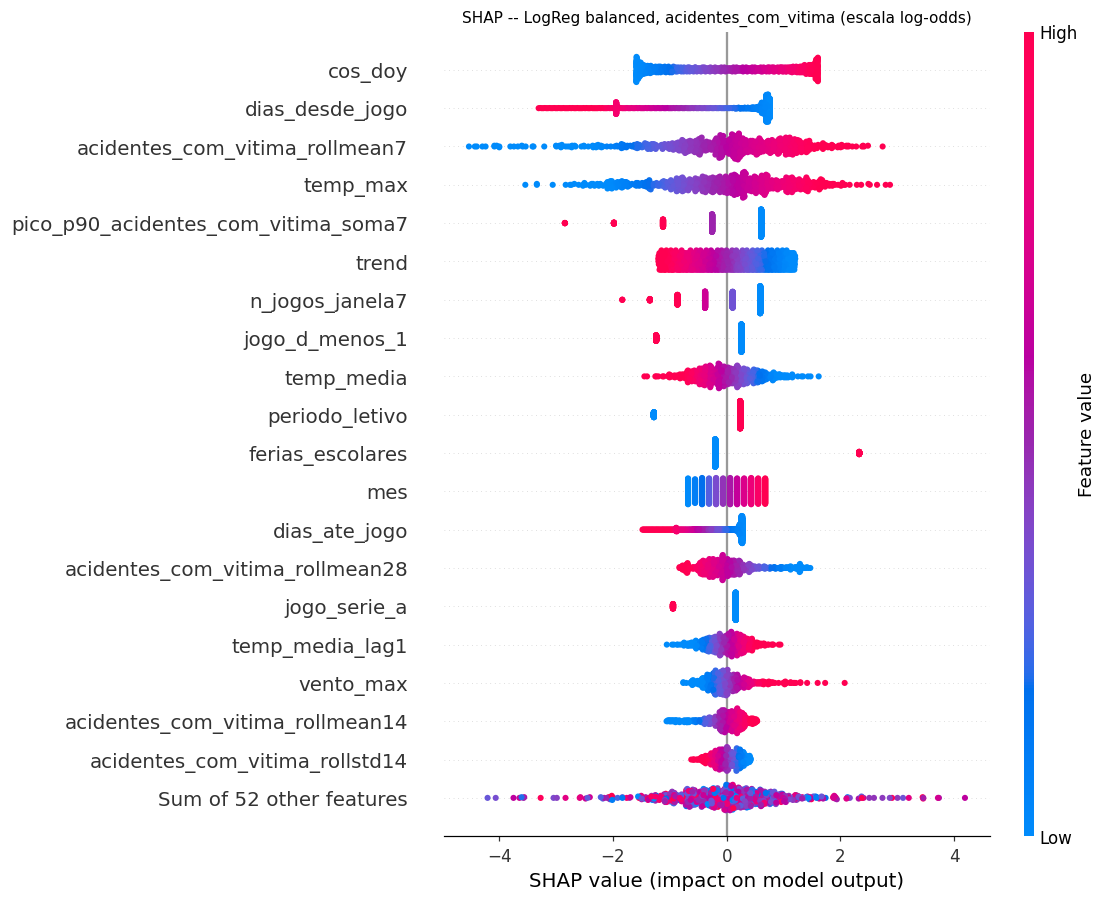 SHAP -- LogReg balanced, acidentes_com_vitima (escala log-odds)
High
cos_doy
dias_desde_jogo
acidentes_com_vitima_rollmean7
temp_max
pico_p90_acidentes_com_vitima_soma7
trend
n_jogos_janela7
jogo_d_menos_1
temp_media
periodo_letivo
ferias_escolares
mes
dias_ate_jogo
acidentes_com_vitima_rollmean28
jogo_serie_a
temp_media_lag1
vento_max
acidentes_com_vitima_rollmean14
acidentes_com_vitima_rollstd14
Sum of 52 other features
Feature value
Low
−4 −2 0 2 4
SHAP value (impact on model output)